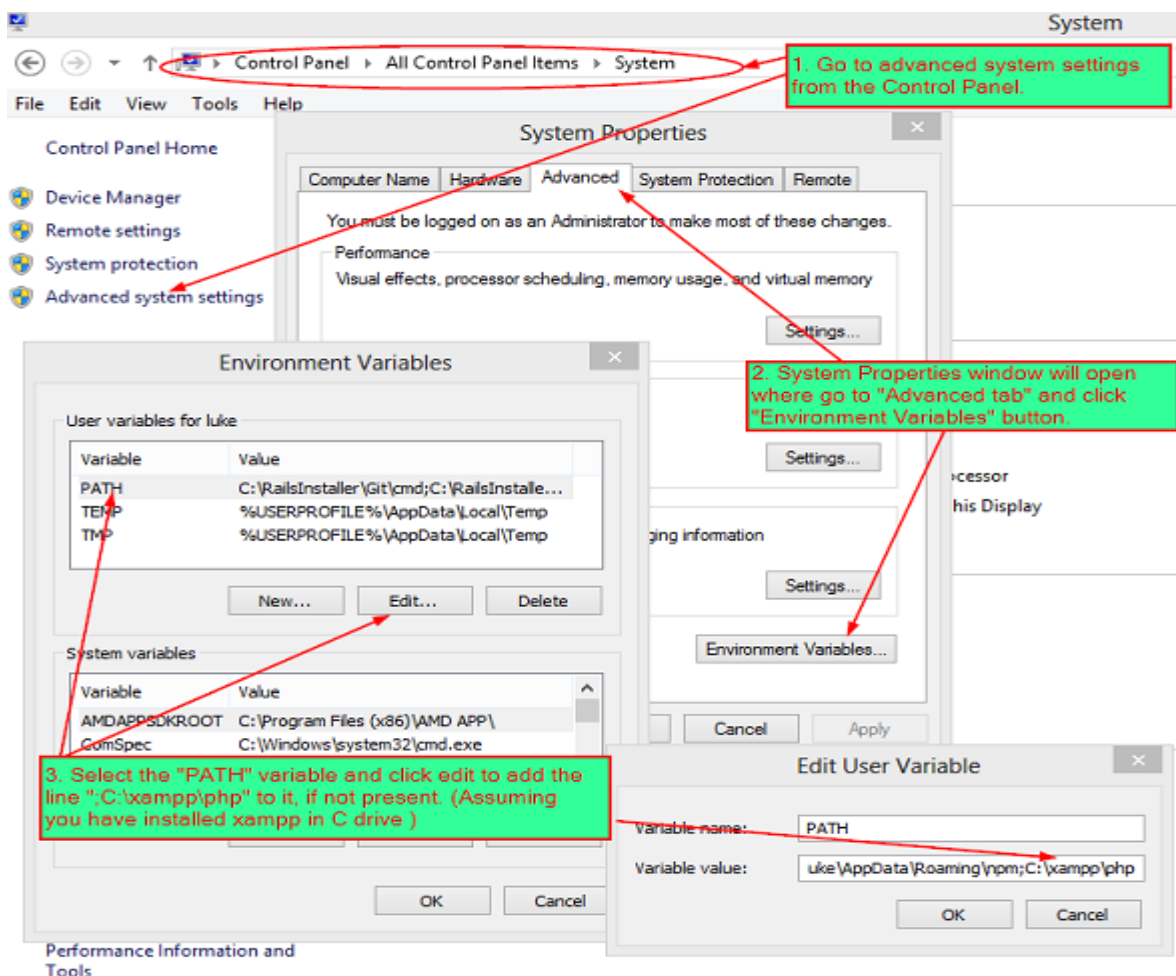 System
Control Panel All Control Panel Items System
1. Go to advanced system settings
from the Control Panel.
File Edit View Tools Help
Control Panel Home
Device Manager
Remote settings
System protection
Advanced system settings
System Properties
Computer Name Hardware Advanced System Protection Remote
You must be logged on as an Administrator to make most of these changes.
Performance
Visual effects, processor scheduling, memory usage, and virtual memory
Settings...
2. System Properties window will open
where go to "Advanced tab" and click
"Environment Variables" button.
Settings...
ocessor
his Display
ging information
Settings...
Environment Variables...
Cancel Apply
Environment Variables
User variables for luke
Variable Value
PATH C:\RailsInstaller\Git\cmd;C:\RailsInstalle...
TEMP %USERPROFILE%\AppData\Local\Temp
TMP %USERPROFILE%\AppData\Local\Temp
New... Edit... Delete
System variables
Variable Value
AMDAPPSDKROOT C:\Program Files (x86)\AMD APP\
ComSpec C:\Windows\system32\cmd.exe
3. Select the "PATH" variable and click edit to add the
line ";C:\xampp\php" to it, if not present. (Assuming
you have installed xampp in C drive )
OK Cancel
Edit User Variable
Variable name: PATH
Variable value: uke\AppData\Roaming\npm;C:\xampp\php
OK Cancel
Performance Information and
Tools